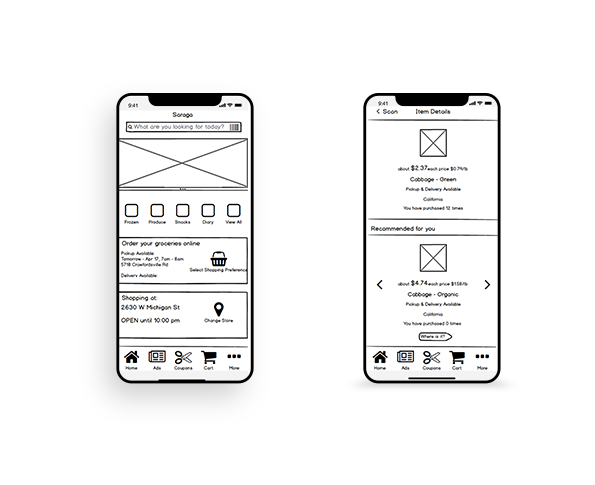 9:41
Saraga
What are you looking for today?
Frozen Produce Snacks Diary View All
Order your groceries online
Pickup Available
Tomorrow - Apr 17, 7am - 8am
5718 Crawfordsville Rd
Select Shopping Preference
Delivery Available
Shopping at:
2630 W Michigan St
OPEN until 10:00 pm
Change Store
Home Ads Coupons Cart More
9:41
Scan Item Details
about $2.37each price $0.79/lb
Cabbage - Green
Pickup & Delivery Available
California
You have purchased 12 times
Recommended for you
about $4.74each price $1.58/lb
Cabbage - Organic
Pickup & Delivery Available
California
You have purchased 0 times
Where is it?
Home Ads Coupons Cart More